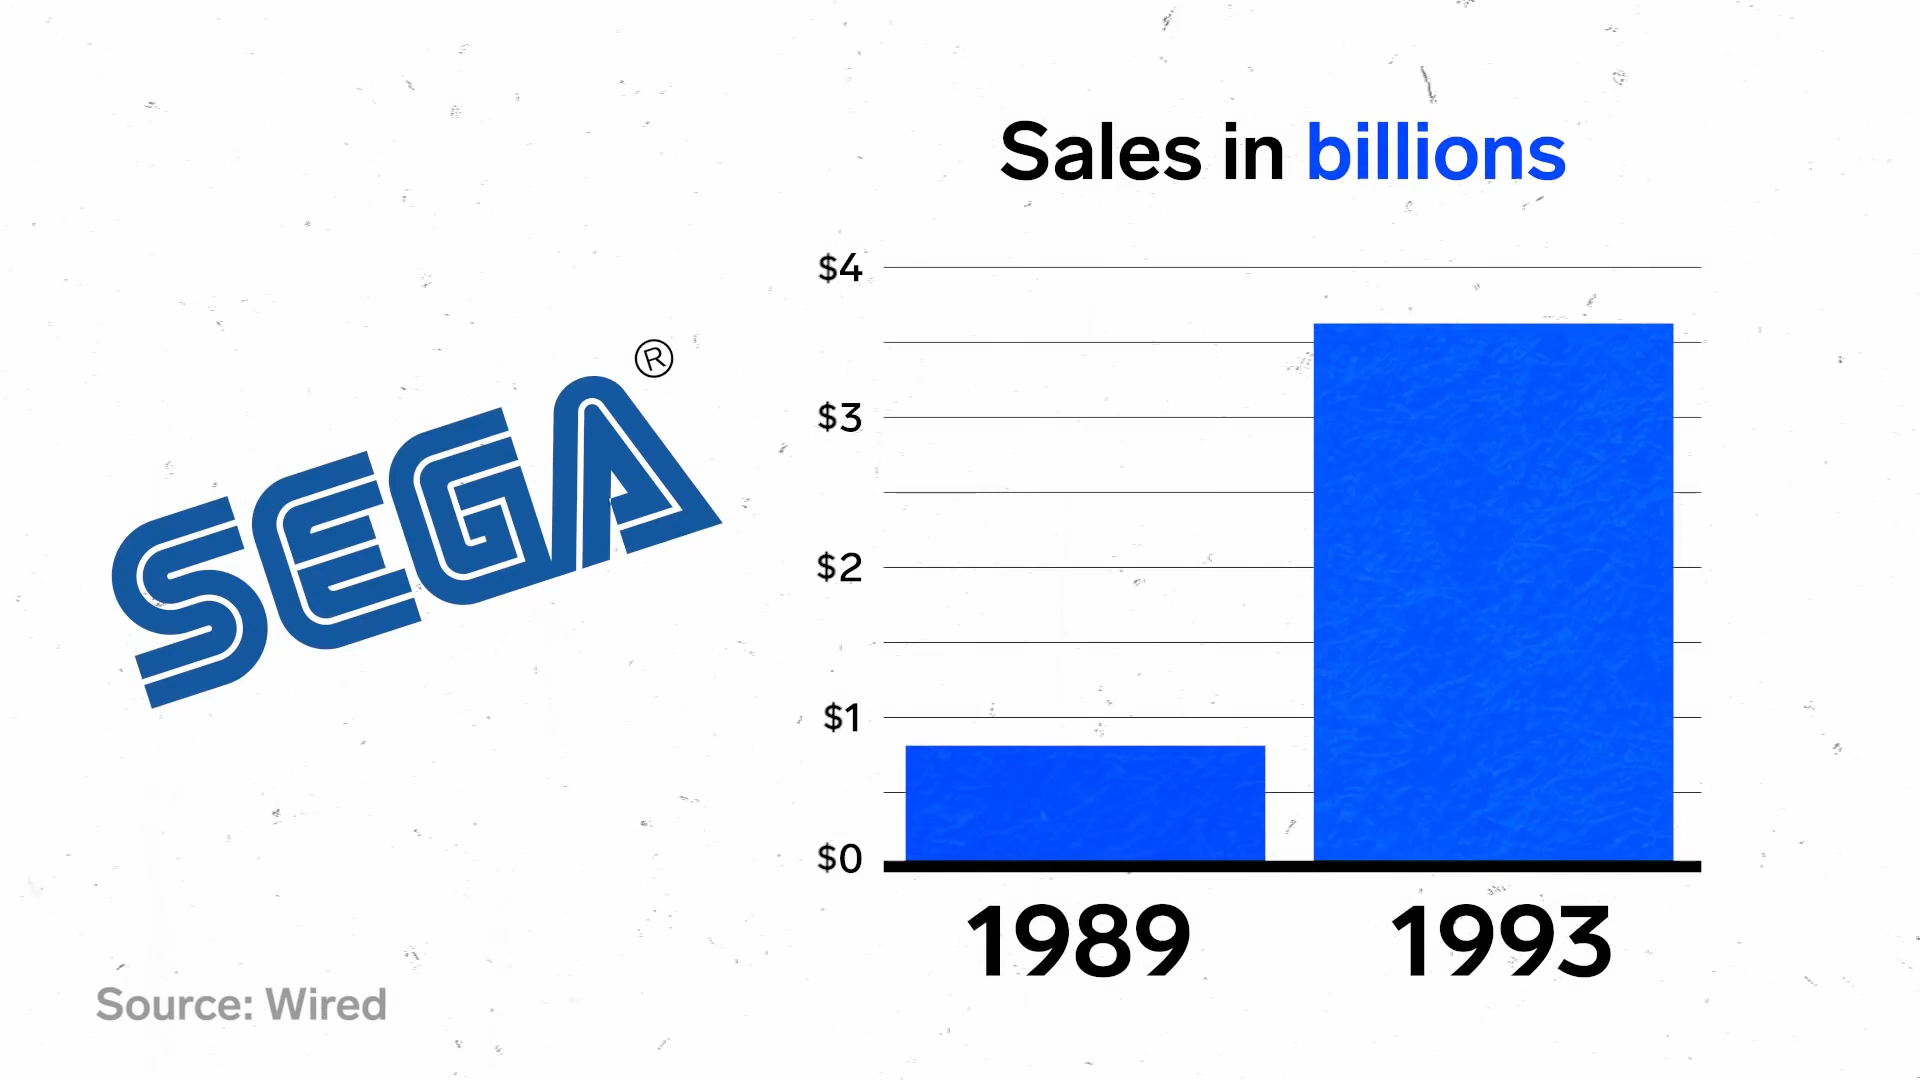 Sales in billions
SEGA®
$4
$3
$2
$1
$0
1989 1993
Source: Wired